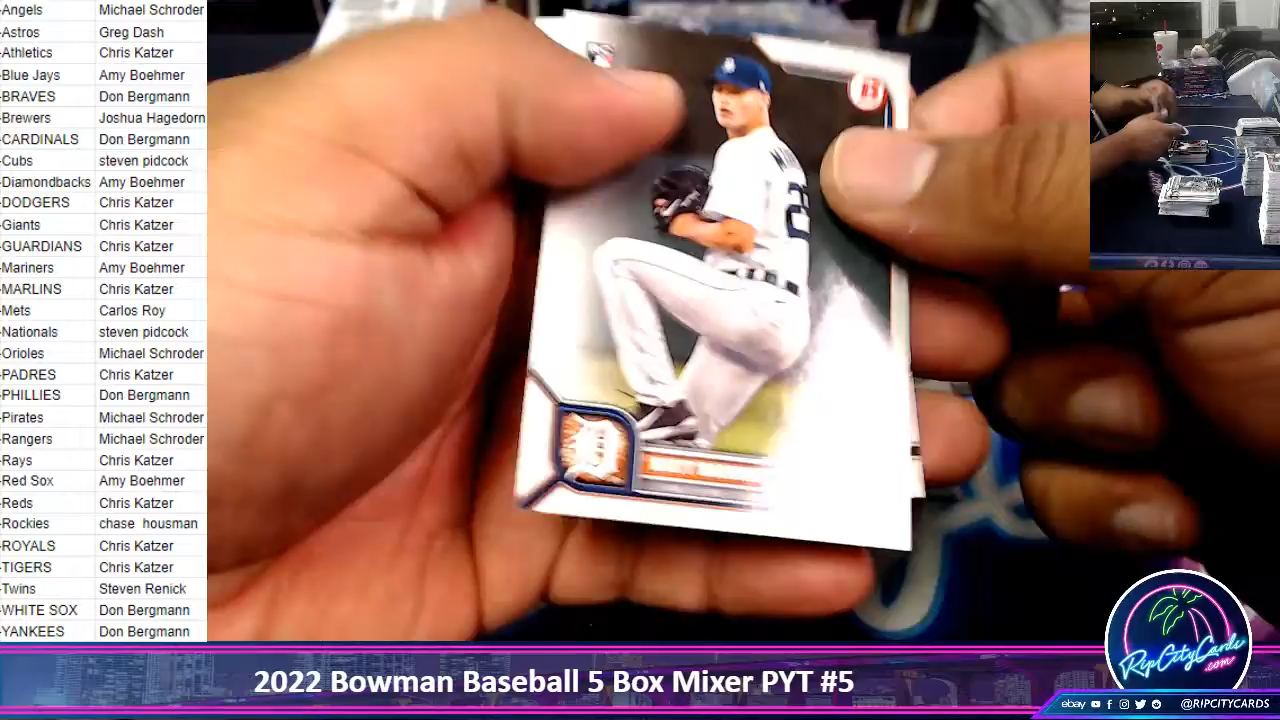 -Angels Michael Schroder
-Astros Greg Dash
-Athletics Chris Katzer
-Blue Jays Amy Boehmer
-BRAVES Don Bergmann
-Brewers Joshua Hagedorn
-CARDINALS Don Bergmann
-Cubs steven pidcock
-Diamondbacks Amy Boehmer
-DODGERS Chris Katzer
-Giants Chris Katzer
-GUARDIANS Chris Katzer
-Mariners Amy Boehmer
-MARLINS Chris Katzer
-Mets Carlos Roy
-Nationals steven pidcock
-Orioles Michael Schroder
-PADRES Chris Katzer
-PHILLIES Don Bergmann
-Pirates Michael Schroder
-Rangers Michael Schroder
-Rays Chris Katzer
-Red Sox Amy Boehmer
-Reds Chris Katzer
-Rockies chase housman
-ROYALS Chris Katzer
-TIGERS Chris Katzer
-Twins Steven Renick
-WHITE SOX Don Bergmann
-YANKEES Don Bergmann
B
RipCityCards
.com
2022 Bowman Baseball 5 Box Mixer PYT #5
ebay @RIPCITYCARDS